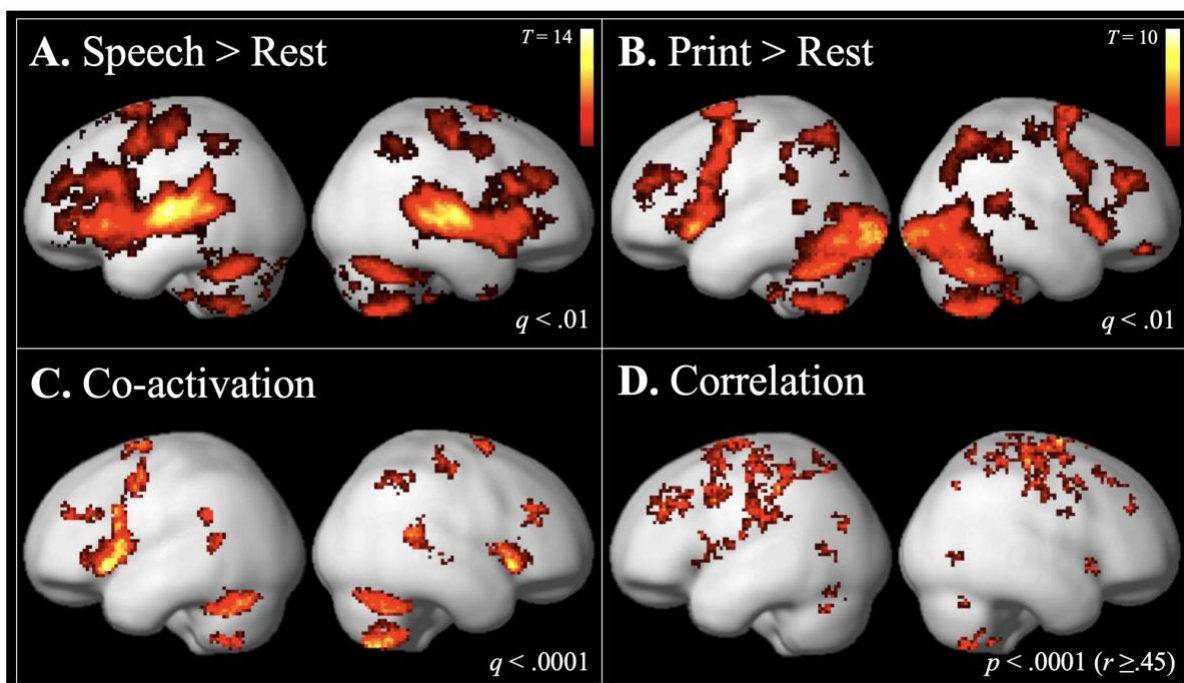 A. Speech > Rest
T = 14
B. Print > Rest
T = 10
q < .01
q < .01
C. Co-activation
D. Correlation
q < .0001
p < .0001 (r ≥.45)